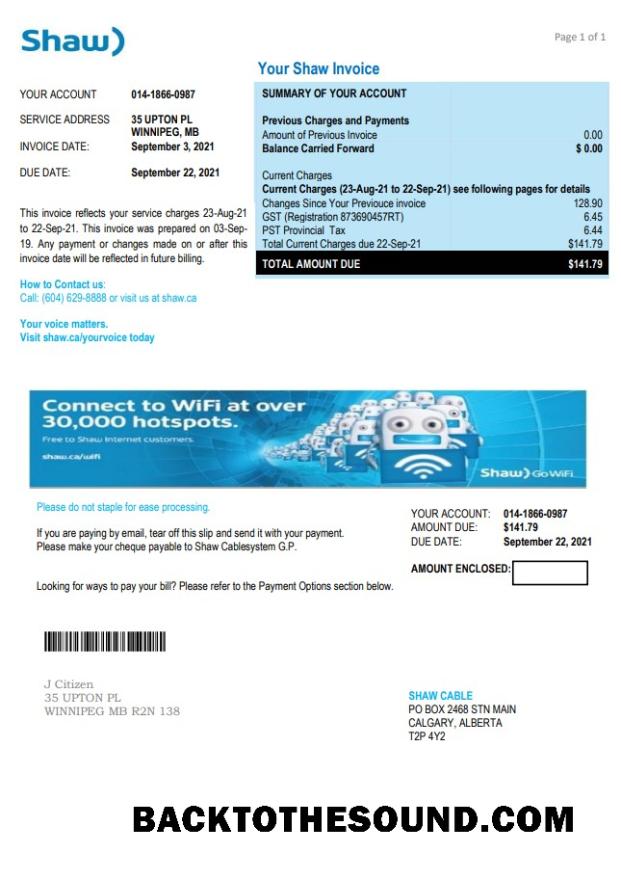 Shaw)
Page 1 of 1
Your Shaw Invoice
YOUR ACCOUNT 014-1866-0987
SERVICE ADDRESS 35 UPTON PL
WINNIPEG, MB
INVOICE DATE: September 3, 2021
DUE DATE: September 22, 2021
This invoice reflects your service charges 23-Aug-21
to 22-Sep-21. This invoice was prepared on 03-Sep-
19. Any payment or changes made on or after this
invoice date will be reflected in future billing.
How to Contact us:
Call: (604) 629-8888 or visit us at shaw.ca
Your voice matters.
Visit shaw.ca/yourvoice today
SUMMARY OF YOUR ACCOUNT
Previous Charges and Payments
Amount of Previous Invoice 0.00
Balance Carried Forward $ 0.00
Current Charges
Current Charges (23-Aug-21 to 22-Sep-21) see following pages for details
Changes Since Your Previouce invoice 128.90
GST (Registration 873690457RT) 6.45
PST Provincial Tax 6.44
Total Current Charges due 22-Sep-21 $141.79
TOTAL AMOUNT DUE $141.79
Connect to WiFi at over
30,000 hotspots.
Free to Shaw Internet customers.
shaw.ca/wifi
Shaw) Go WiFi
Please do not staple for ease processing.
If you are paying by email, tear off this slip and send it with your payment.
Please make your cheque payable to Shaw Cablesystem G.P.
Looking for ways to pay your bill? Please refer to the Payment Options section below.
YOUR ACCOUNT: 014-1866-0987
AMOUNT DUE: $141.79
DUE DATE: September 22, 2021
AMOUNT ENCLOSED:
J Citizen
35 UPTON PL
WINNIPEG MB R2N 138
SHAW CABLE
PO BOX 2468 STN MAIN
CALGARY, ALBERTA
T2P 4Y2
BACKTOTHESOUND.COM